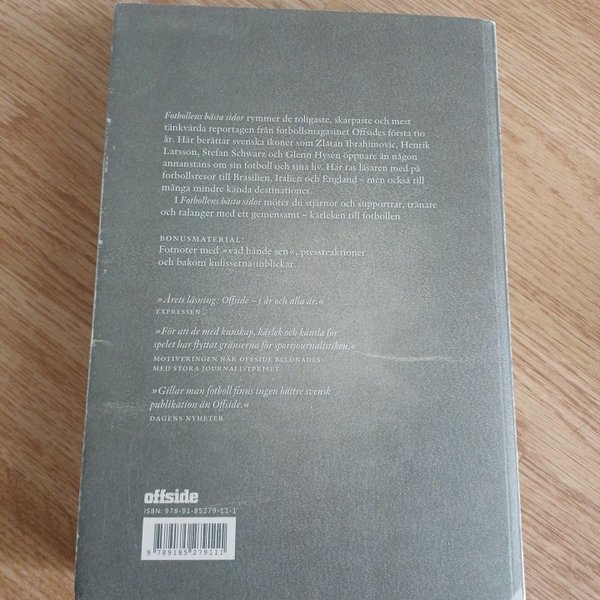 Fotbollens bästa sidor rymmer de roligaste, skarpaste och mest
tänkvärda reportagen från fotbollsmagasinet Offsides första tio
år. Här berättar svenska ikoner som Zlatan Ibrahimovic, Henrik
Larsson, Stefan Schwarz och Glenn Hysén öppnare än någon
annanstans om sin fotboll och sina liv. Här tas läsaren med på
fotbollsresor till Brasilien, Italien och England – men också till
många mindre kända destinationer.
I Fotbollens bästa sidor möter du stjärnor och supportrar, tränare
och talanger med ett gemensamt – kärleken till fotbollen.
BONUSMATERIAL:
Fotnoter med »vad hände sen«, pressreaktioner
och bakom kulisserna-inblickar.
»Årets läsning: Offside – i år och alla år.«
EXPRESSEN
»För att de med kunskap, kärlek och känsla för
spelet har flyttat gränserna för sportjournalistiken.«
MOTIVERINGEN NÄR OFFSIDE BELÖNADES
MED STORA JOURNALISTPRISET
»Gillar man fotboll finns ingen bättre svensk
publikation än Offside.«
DAGENS NYHETER
offside
ISBN: 978-91-85279-11-1
9 789185 279111